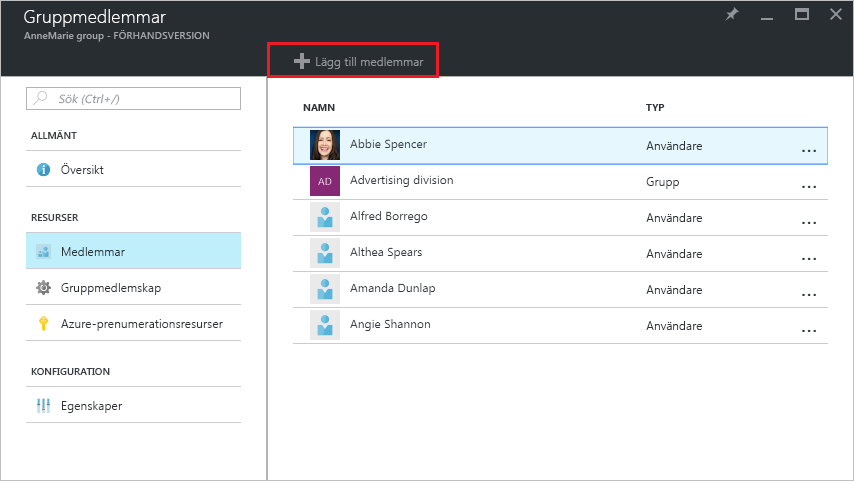 Gruppmedlemmar
AnneMarie group - FÖRHANDSVERSION
Lägg till medlemmar
Sök (Ctrl+/)
ALLMÄNT
Översikt
RESURSER
Medlemmar
Gruppmedlemskap
Azure-prenumerationsresurser
KONFIGURATION
Egenskaper
NAMN TYP
Abbie Spencer Användare ...
AD Advertising division Grupp ...
Alfred Borrego Användare ...
Althea Spears Användare ...
Amanda Dunlap Användare ...
Angie Shannon Användare ...